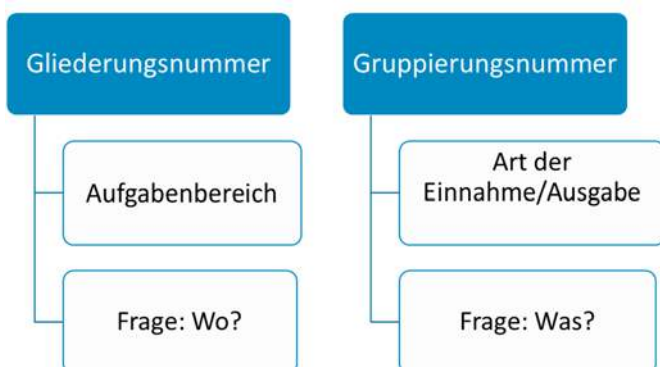 Gliederungsnummer
Aufgabenbereich
Frage: Wo?
Gruppierungsnummer
Art der
Einnahme/Ausgabe
Frage: Was?